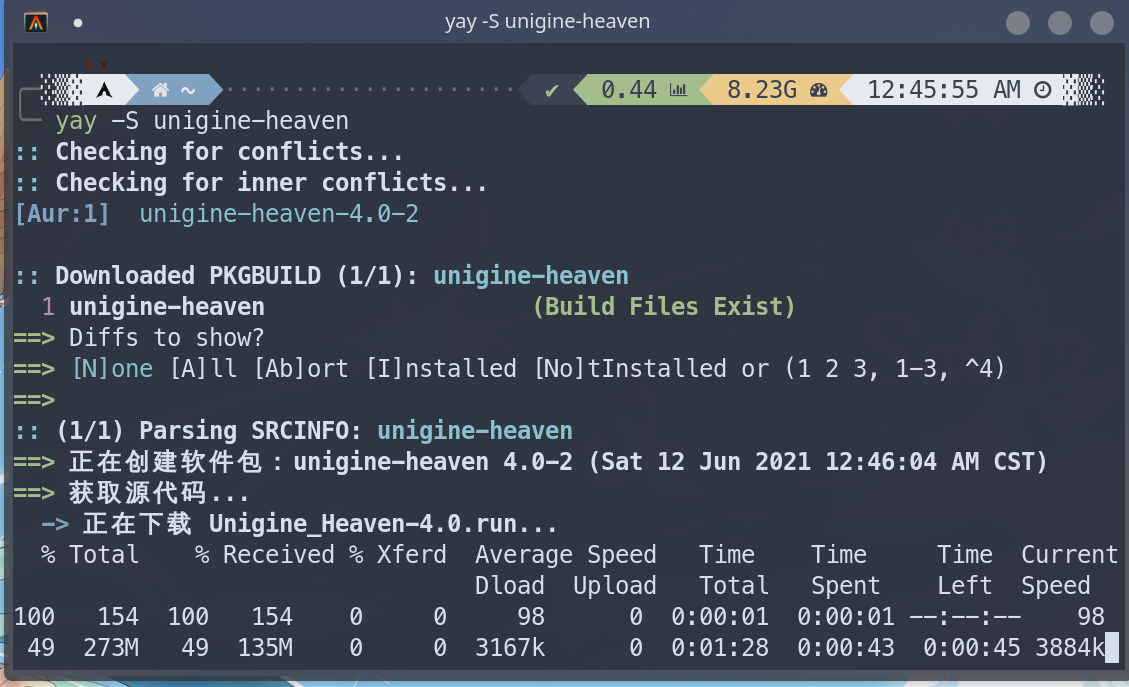 yay -S unigine-heaven
~ ✔ 0.44 8.23G 12:45:55 AM
yay -S unigine-heaven
:: Checking for conflicts...
:: Checking for inner conflicts...
[Aur:1]  unigine-heaven-4.0-2
:: Downloaded PKGBUILD (1/1): unigine-heaven
  1 unigine-heaven                   (Build Files Exist)
==> Diffs to show?
==> [N]one [A]ll [Ab]ort [I]nstalled [No]tInstalled or (1 2 3, 1-3, ^4)
==>
:: (1/1) Parsing SRCINFO: unigine-heaven
==> 正在创建软件包：unigine-heaven 4.0-2 (Sat 12 Jun 2021 12:46:04 AM CST)
==> 获取源代码...
  -> 正在下载 Unigine_Heaven-4.0.run...
  % Total    % Received % Xferd  Average Speed   Time    Time     Time  Current
                                 Dload  Upload   Total   Spent    Left  Speed
100   154  100   154    0     0     98      0  0:00:01  0:00:01 --:--:--    98
 49  273M   49  135M    0     0  3167k      0  0:01:28  0:00:43  0:00:45 3884k